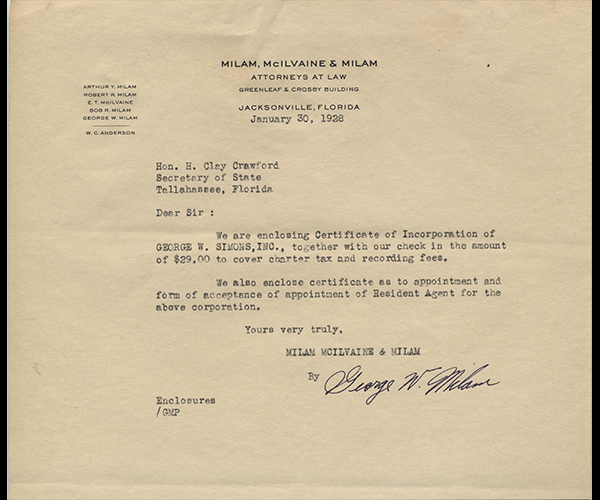 MILAM, McILVAINE & MILAM
ATTORNEYS AT LAW
GREENLEAF & CROSBY BUILDING
JACKSONVILLE, FLORIDA
ARTHUR Y. MILAM
ROBERT R. MILAM
E. T. McILVAINE
BOB R. MILAM
GEORGE W. MILAM
W. C. ANDERSON
January 30, 1928
Hon. H. Clay Crawford
Secretary of State
Tallahassee, Florida
Dear Sir :
We are enclosing Certificate of Incorporation of
GEORGE W. SIMONS,INC., together with our check in the amount
of $29.00 to cover charter tax and recording fees.
We also enclose certificate as to appointment and
form of acceptance of appointment of Resident Agent for the
above corporation.
Yours very truly,
MILAM MCILVAINE & MILAM
By George W. Milam
Enclosures
/GMP